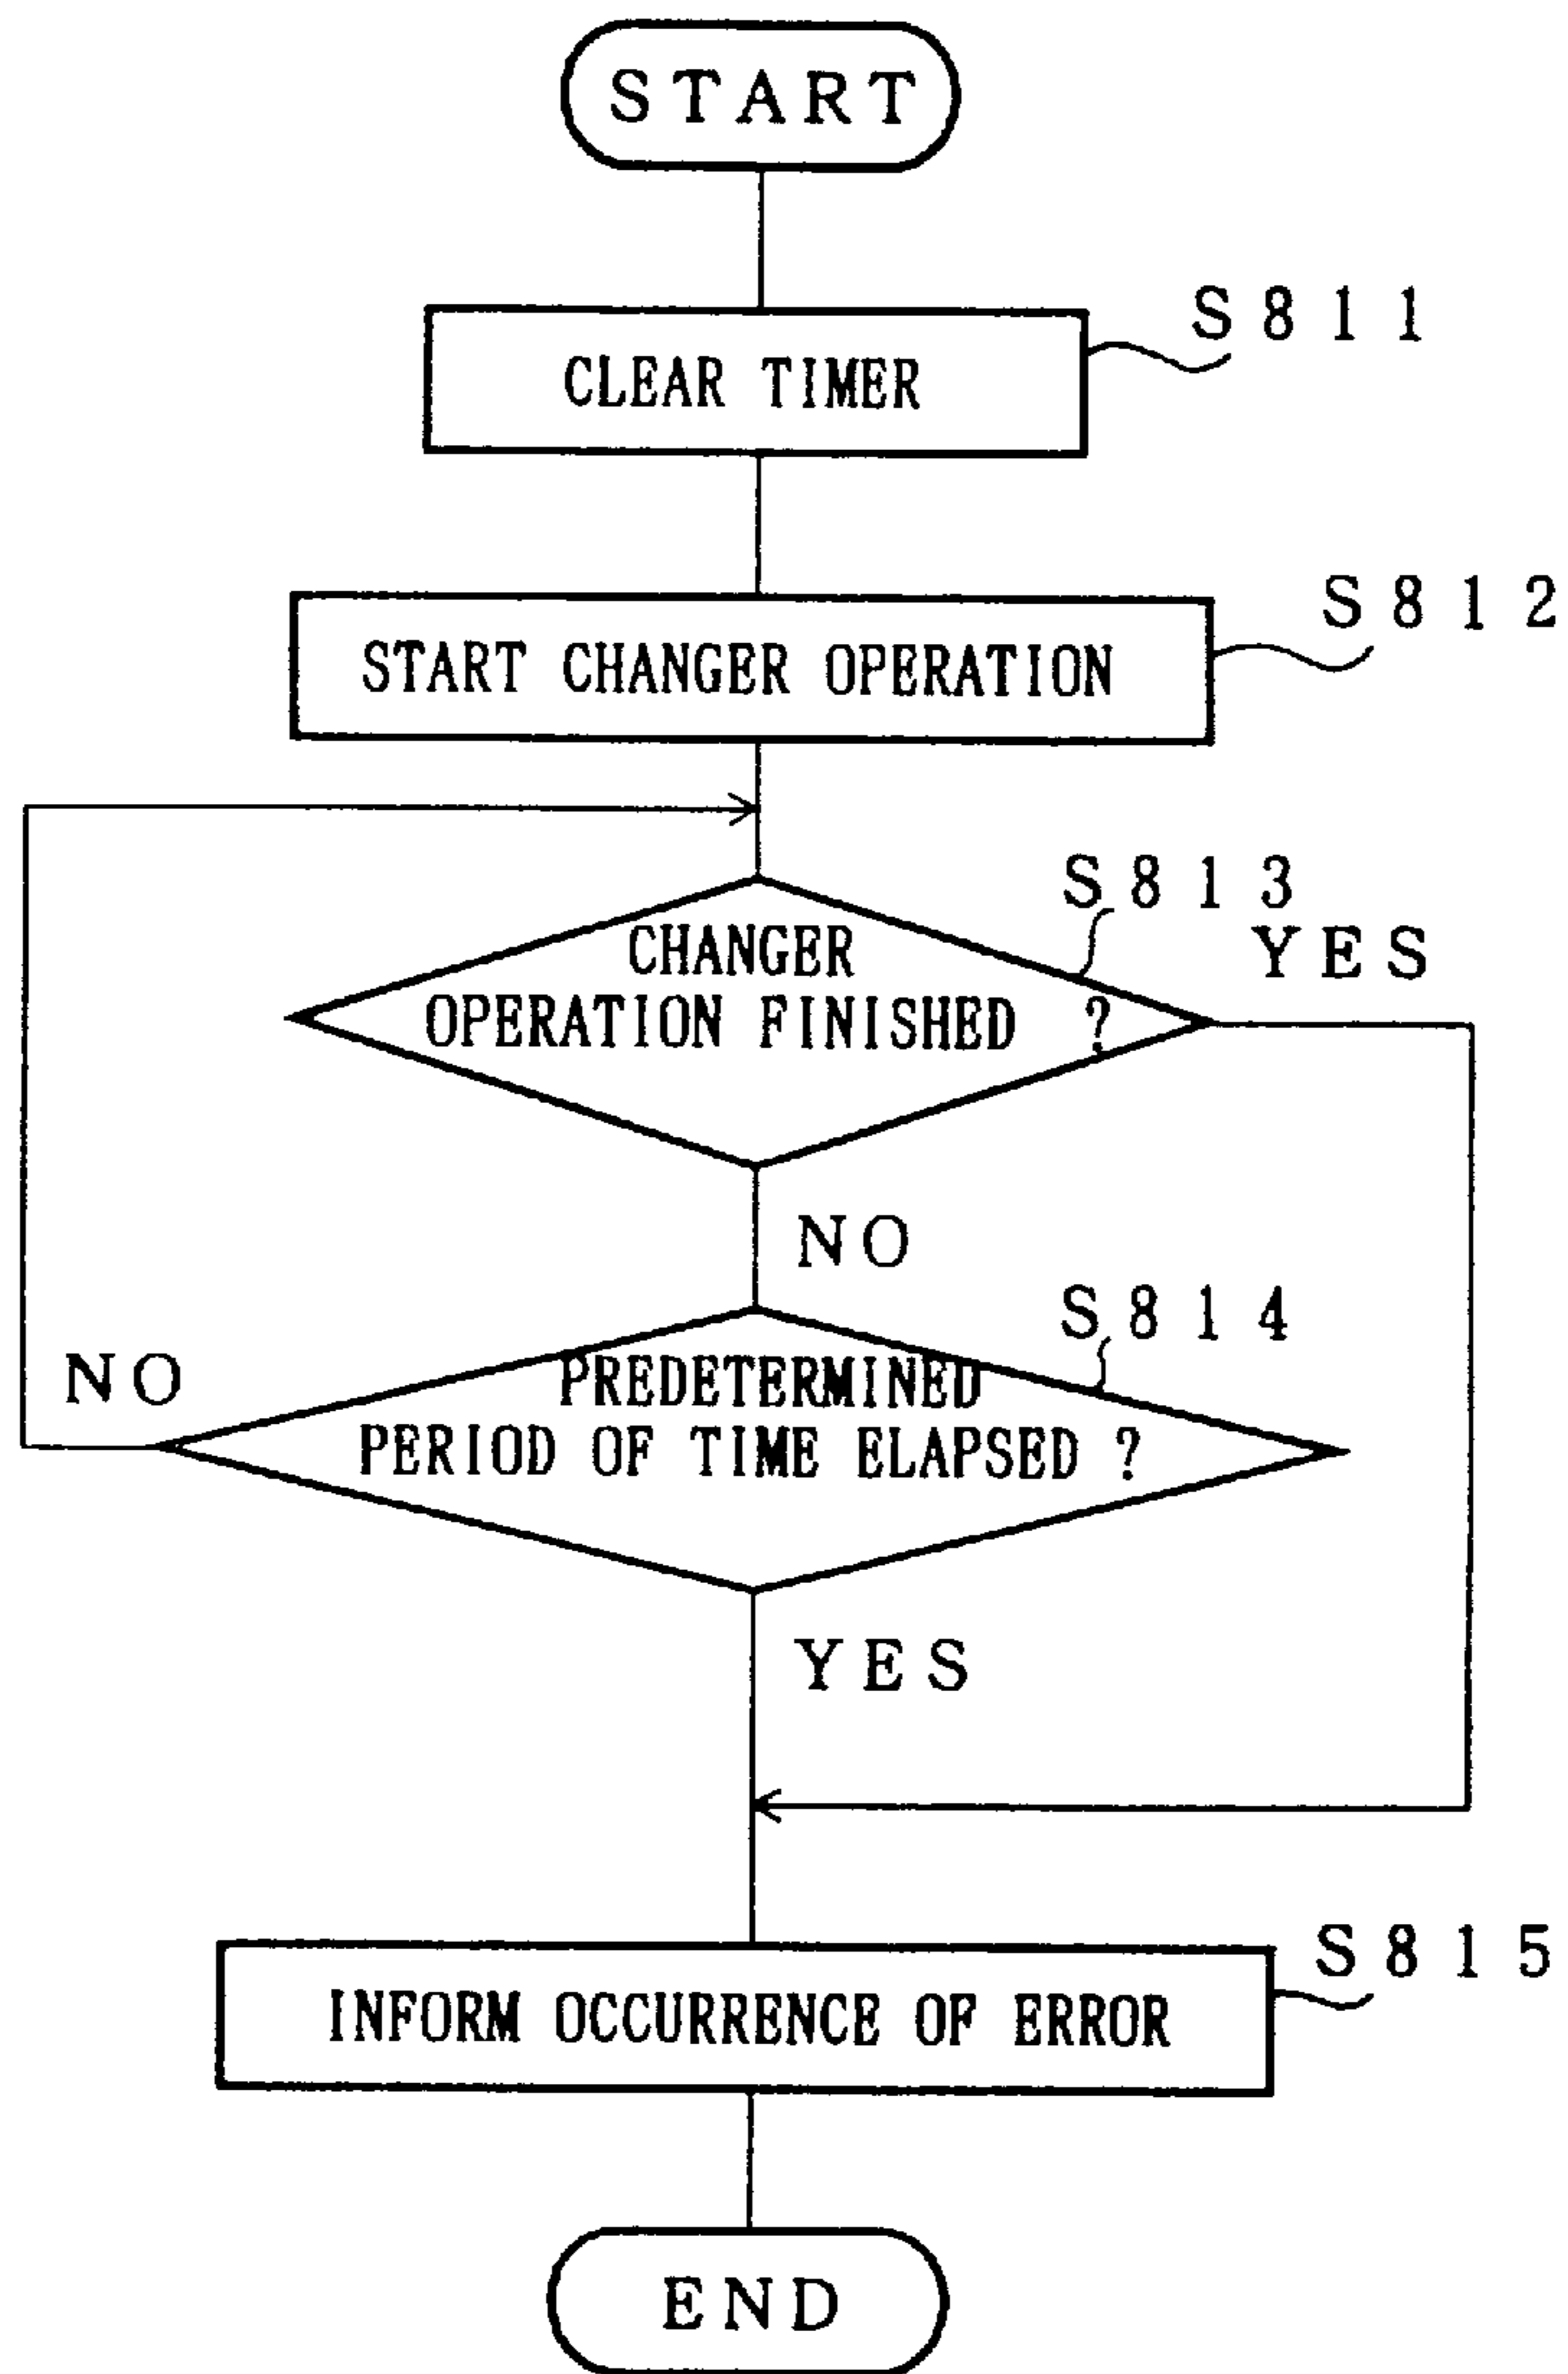 START
S811
CLEAR TIMER
S812
START CHANGER OPERATION
S813
YES
CHANGER
OPERATION FINISHED ?
NO
S814
NO
PREDETERMINED
PERIOD OF TIME ELAPSED ?
YES
S815
INFORM OCCURRENCE OF ERROR
END